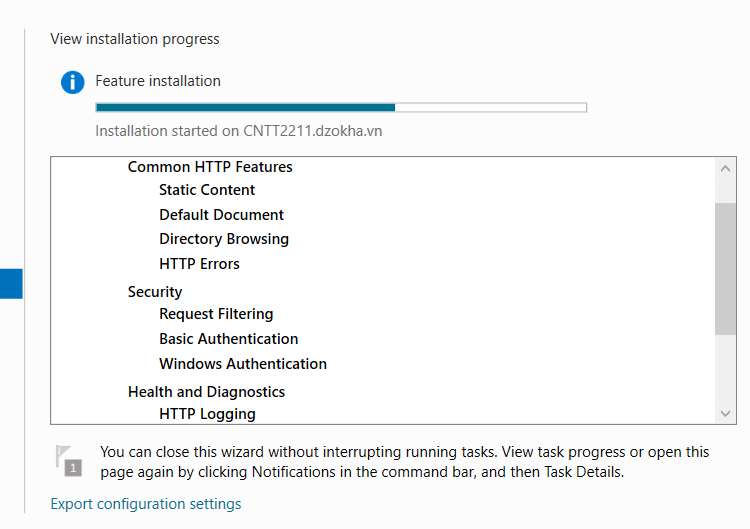 View installation progress
Feature installation
Installation started on CNTT2211.dzokha.vn
Common HTTP Features
Static Content
Default Document
Directory Browsing
HTTP Errors
Security
Request Filtering
Basic Authentication
Windows Authentication
Health and Diagnostics
HTTP Logging
1
You can close this wizard without interrupting running tasks. View task progress or open this
page again by clicking Notifications in the command bar, and then Task Details.
Export configuration settings